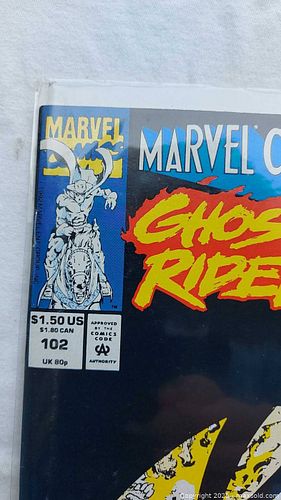 MARVEL
MARVEL C
GHOS
RIDE
$1.50 US
$1.80 CAN
102
UK 80p
APPROVED
BY THE
COMICS
CODE
CA
AUTHORITY